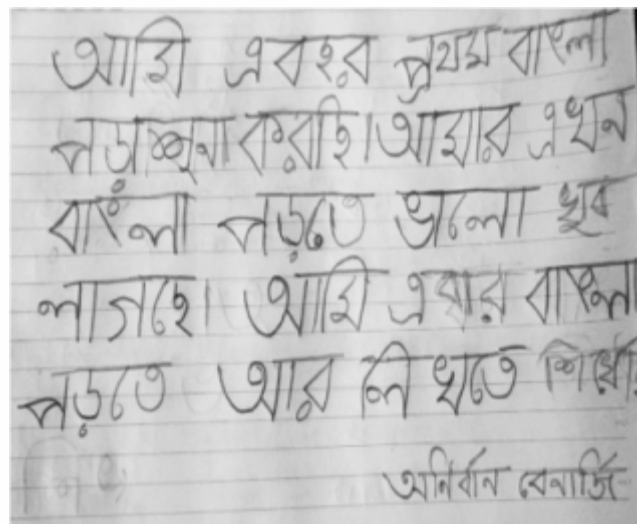 আমি এবছর প্রথম বাংলা
পড়াশুনা করছি। আমার এখন
বাংলা পড়তে ভালো খুব
লাগছে। আমি এবার বাংলা
পড়তে আর লিখতে
অনির্বান বেনার্জি